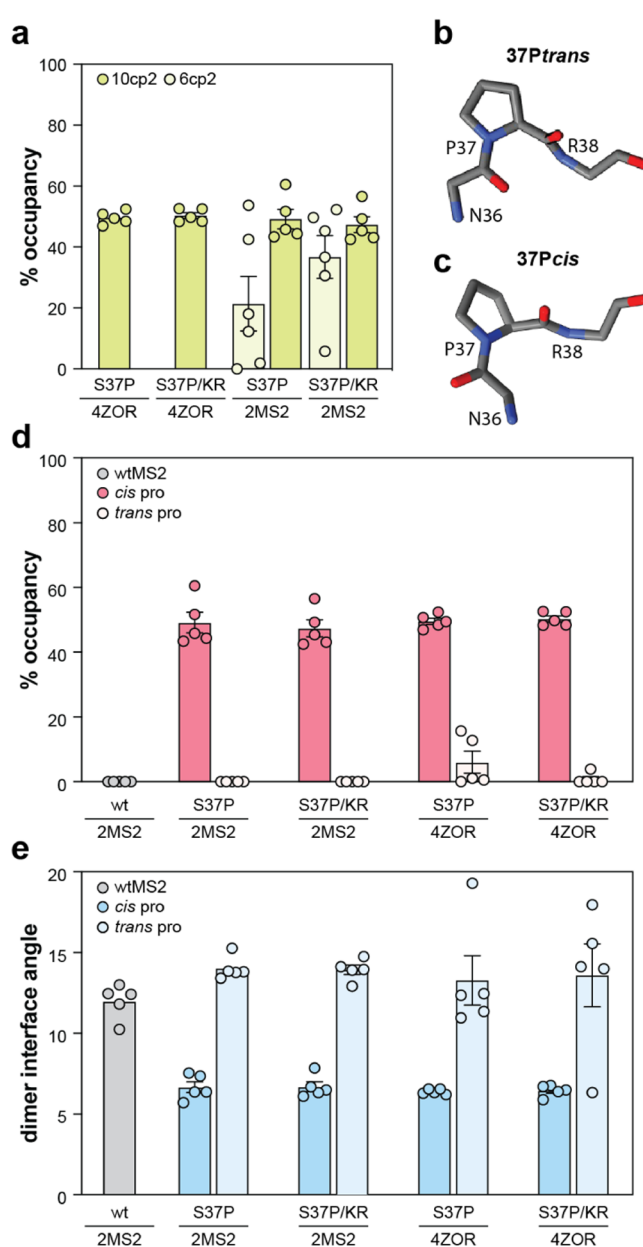 a
100
80
60
40
20
0
% occupancy
10cp2 6cp2
S37P S37P/KR S37P S37P/KR
4ZOR 4ZOR 2MS2 2MS2
b
37Ptrans
P37 R38
N36
c
37Pcis
P37 R38
N36
d
100
80
60
40
20
0
% occupancy
wtMS2
cis pro
trans pro
wt S37P S37P/KR S37P S37P/KR
2MS2 2MS2 2MS2 4ZOR 4ZOR
e
20
15
10
5
0
dimer interface angle
wtMS2
cis pro
trans pro
wt S37P S37P/KR S37P S37P/KR
2MS2 2MS2 2MS2 4ZOR 4ZOR